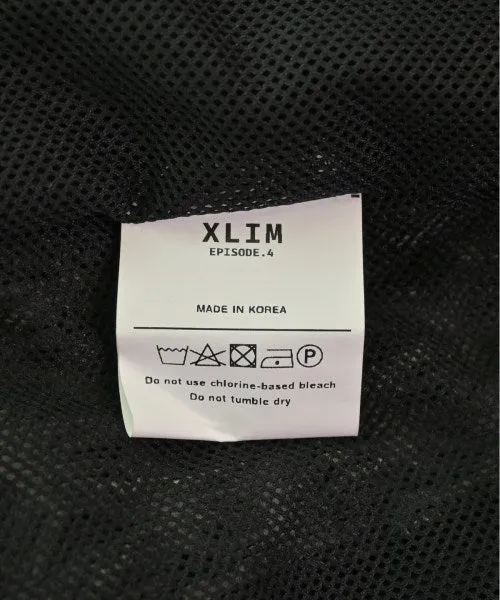 XLIM
EPISODE.4
MADE IN KOREA
P
Do not use chlorine-based bleach
Do not tumble dry